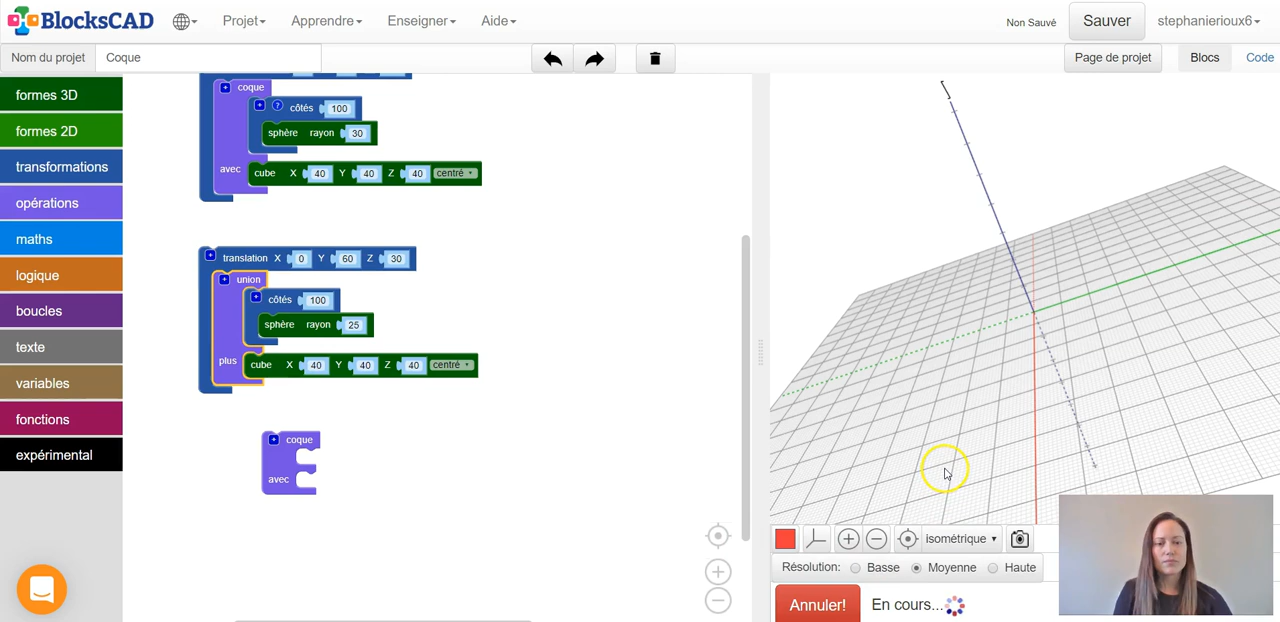 BlocksCAD Projet Apprendre Enseigner Aide Non Sauvé Sauver stephanierioux6
Nom du projet Coque Page de projet Blocs Code
formes 3D
formes 2D
transformations
opérations
maths
logique
boucles
texte
variables
fonctions
expérimental
coque
? côtés 100
sphère rayon 30
avec cube X 40 Y 40 Z 40 centré
translation X 0 Y 60 Z 30
union
côtés 100
sphère rayon 25
plus cube X 40 Y 40 Z 40 centré
coque
avec
isométrique
Résolution: Basse Moyenne Haute
Annuler! En cours...